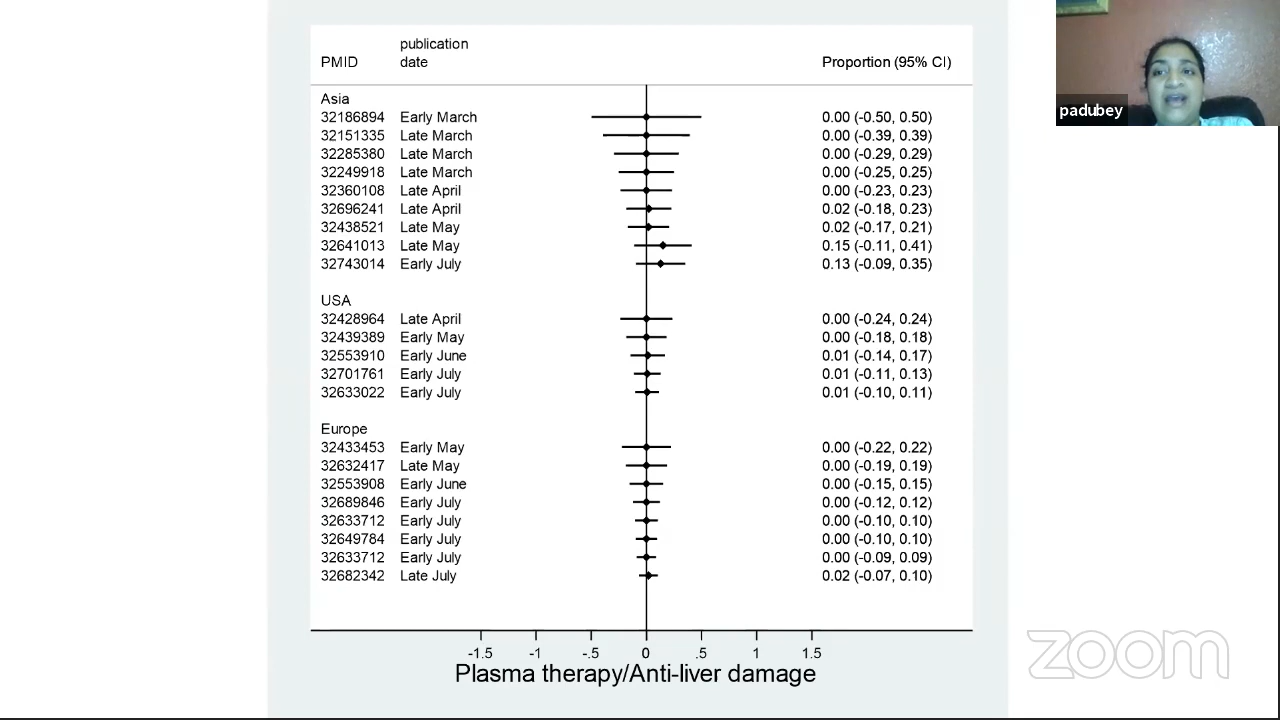 publication
PMID date Proportion (95% CI)
Asia
32186894 Early March 0.00 (-0.50, 0.50)
32151335 Late March 0.00 (-0.39, 0.39)
32285380 Late March 0.00 (-0.29, 0.29)
32249918 Late March 0.00 (-0.25, 0.25)
32360108 Late April 0.00 (-0.23, 0.23)
32696241 Late April 0.02 (-0.18, 0.23)
32438521 Late May 0.02 (-0.17, 0.21)
32641013 Late May 0.15 (-0.11, 0.41)
32743014 Early July 0.13 (-0.09, 0.35)
USA
32428964 Late April 0.00 (-0.24, 0.24)
32439389 Early May 0.00 (-0.18, 0.18)
32553910 Early June 0.01 (-0.14, 0.17)
32701761 Early July 0.01 (-0.11, 0.13)
32633022 Early July 0.01 (-0.10, 0.11)
Europe
32433453 Early May 0.00 (-0.22, 0.22)
32632417 Late May 0.00 (-0.19, 0.19)
32553908 Early June 0.00 (-0.15, 0.15)
32689846 Early July 0.00 (-0.12, 0.12)
32633712 Early July 0.00 (-0.10, 0.10)
32649784 Early July 0.00 (-0.10, 0.10)
32633712 Early July 0.00 (-0.09, 0.09)
32682342 Late July 0.02 (-0.07, 0.10)
-1.5 -1 -.5 0 .5 1 1.5
Plasma therapy/Anti-liver damage
padubey
zoom